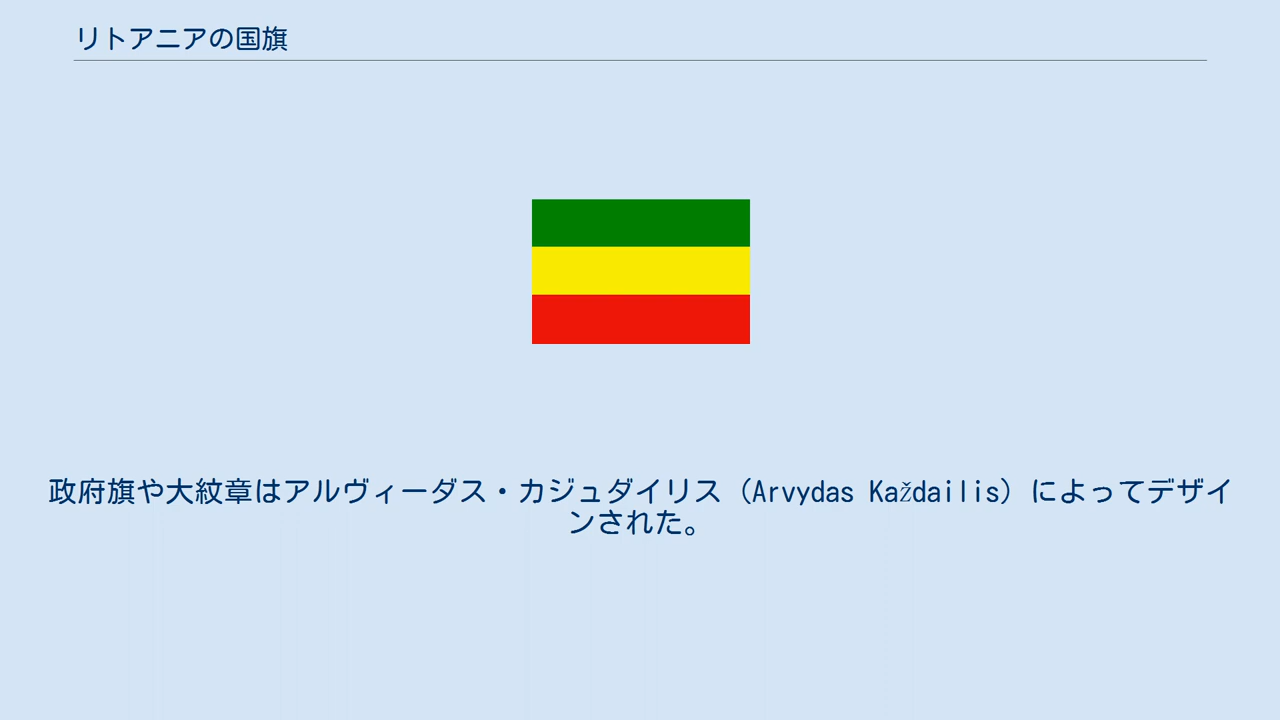 リトアニアの国旗
政府旗や大紋章はアルヴィーダス・カジュダイリス（Arvydas Každailis）によってデザイ
ンされた。